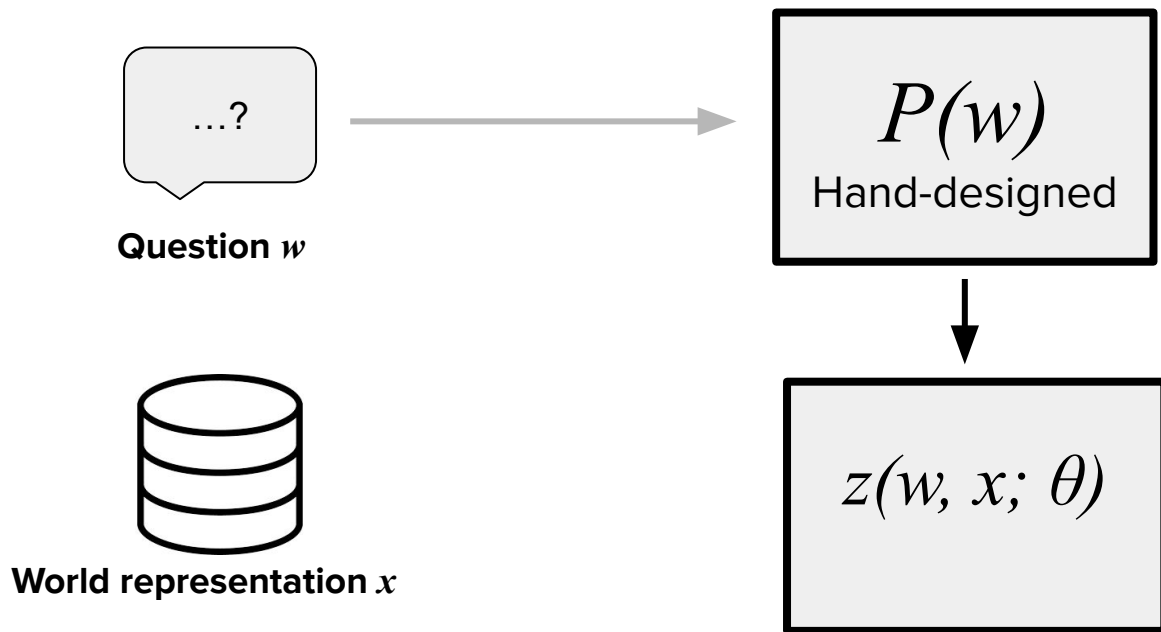 …?
Question w
P(w)
Hand-designed
World representation x
z(w, x; θ)